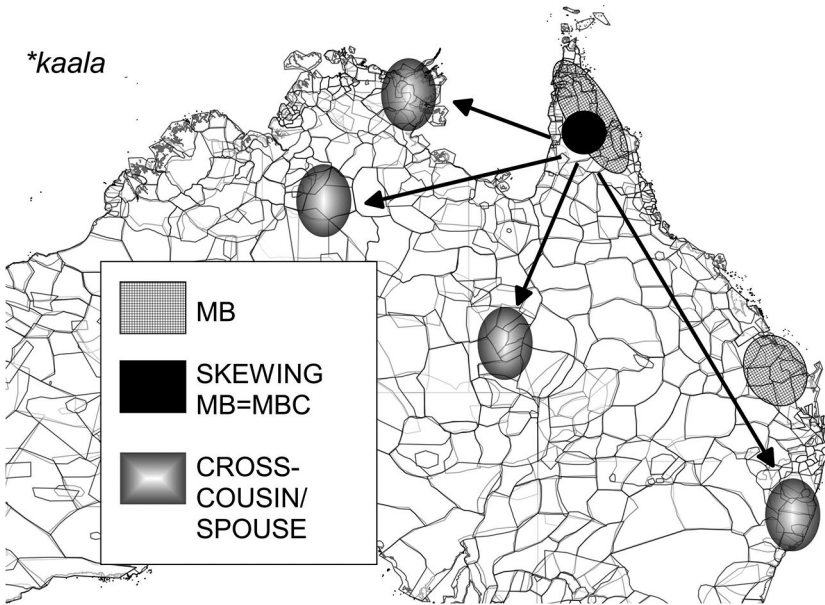 *kaala
MB
SKEWING
MB=MBC
CROSS-
COUSIN/
SPOUSE